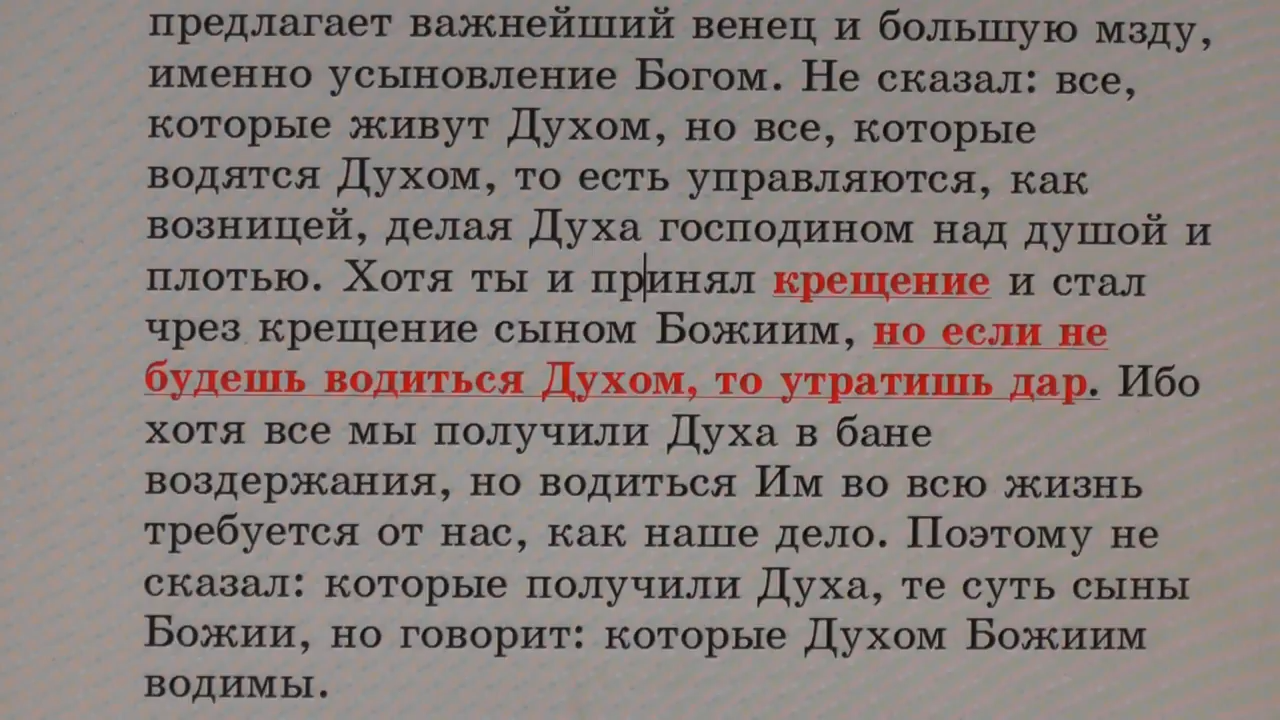 предлагает важнейший венец и большую мзду,
именно усыновление Богом. Не сказал: все,
которые живут Духом, но все, которые
водятся Духом, то есть управляются, как
возницей, делая Духа господином над душой и
плотью. Хотя ты и принял крещение и стал
чрез крещение сыном Божиим, но если не
будешь водиться Духом, то утратишь дар. Ибо
хотя все мы получили Духа в бане
воздержания, но водиться Им во всю жизнь
требуется от нас, как наше дело. Поэтому не
сказал: которые получили Духа, те суть сыны
Божии, но говорит: которые Духом Божиим
водимы.